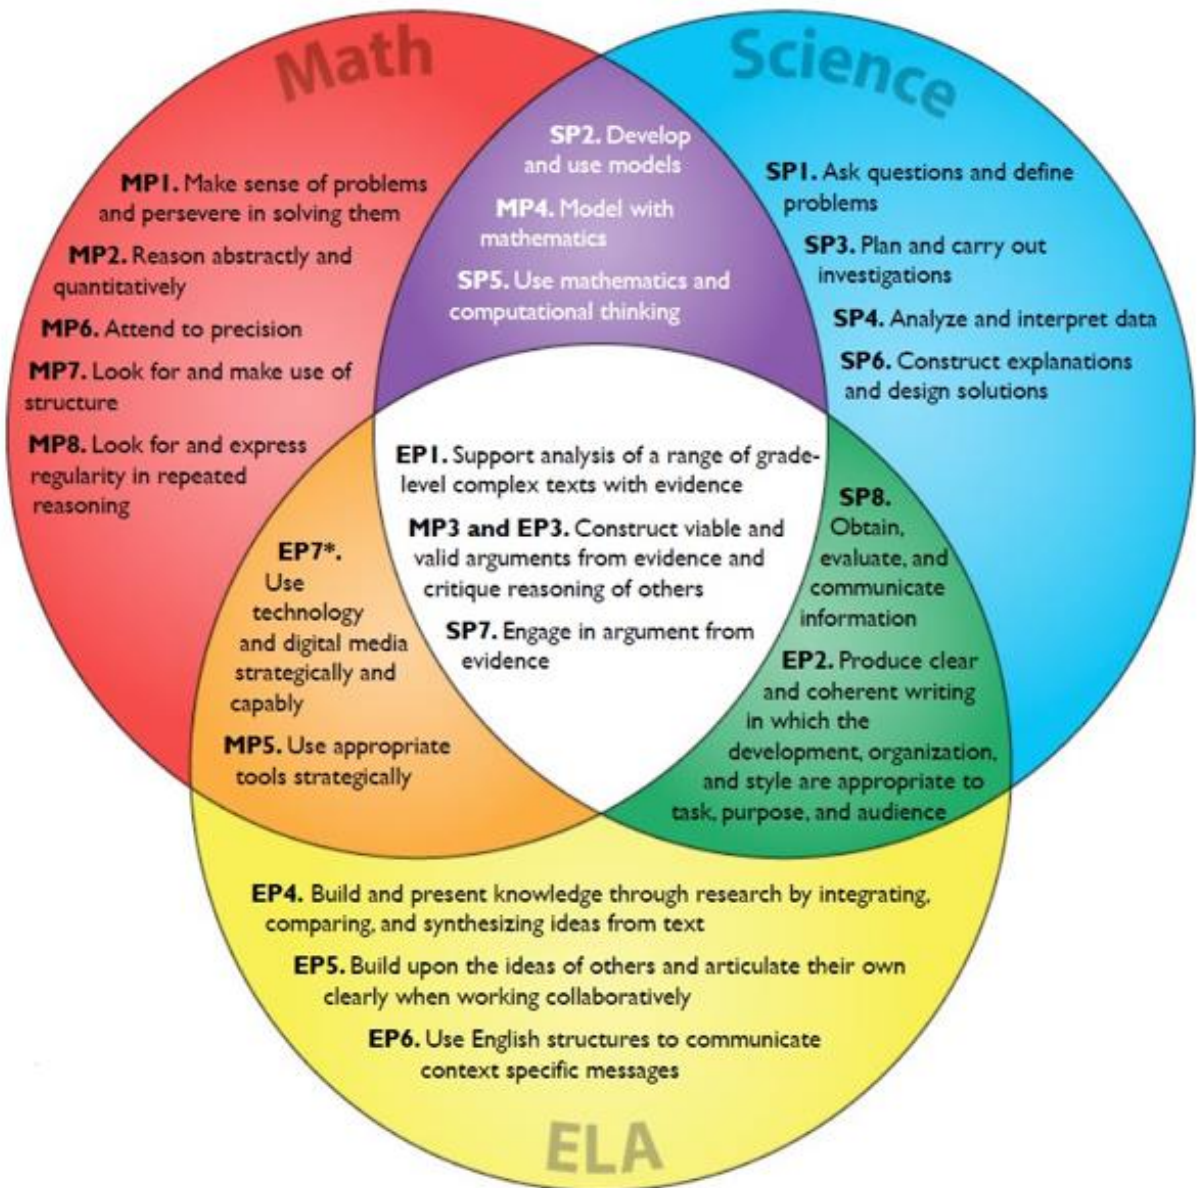 Math
Science
MP1. Make sense of problems
and persevere in solving them
MP2. Reason abstractly and
quantitatively
MP6. Attend to precision
MP7. Look for and make use of
structure
MP8. Look for and express
regularity in repeated
reasoning
SP2. Develop
and use models
MP4. Model with
mathematics
SP5. Use mathematics and
computational thinking
SP1. Ask questions and define
problems
SP3. Plan and carry out
investigations
SP4. Analyze and interpret data
SP6. Construct explanations
and design solutions
EP1. Support analysis of a range of grade-
level complex texts with evidence
MP3 and EP3. Construct viable and
valid arguments from evidence and
critique reasoning of others
SP7. Engage in argument from
evidence
EP7*.
Use
technology
and digital media
strategically and
capably
MP5. Use appropriate
tools strategically
SP8.
Obtain,
evaluate, and
communicate
information
EP2. Produce clear
and coherent writing
in which the
development, organization,
and style are appropriate to
task, purpose, and audience
EP4. Build and present knowledge through research by integrating,
comparing, and synthesizing ideas from text
EP5. Build upon the ideas of others and articulate their own
clearly when working collaboratively
EP6. Use English structures to communicate
context specific messages
ELA